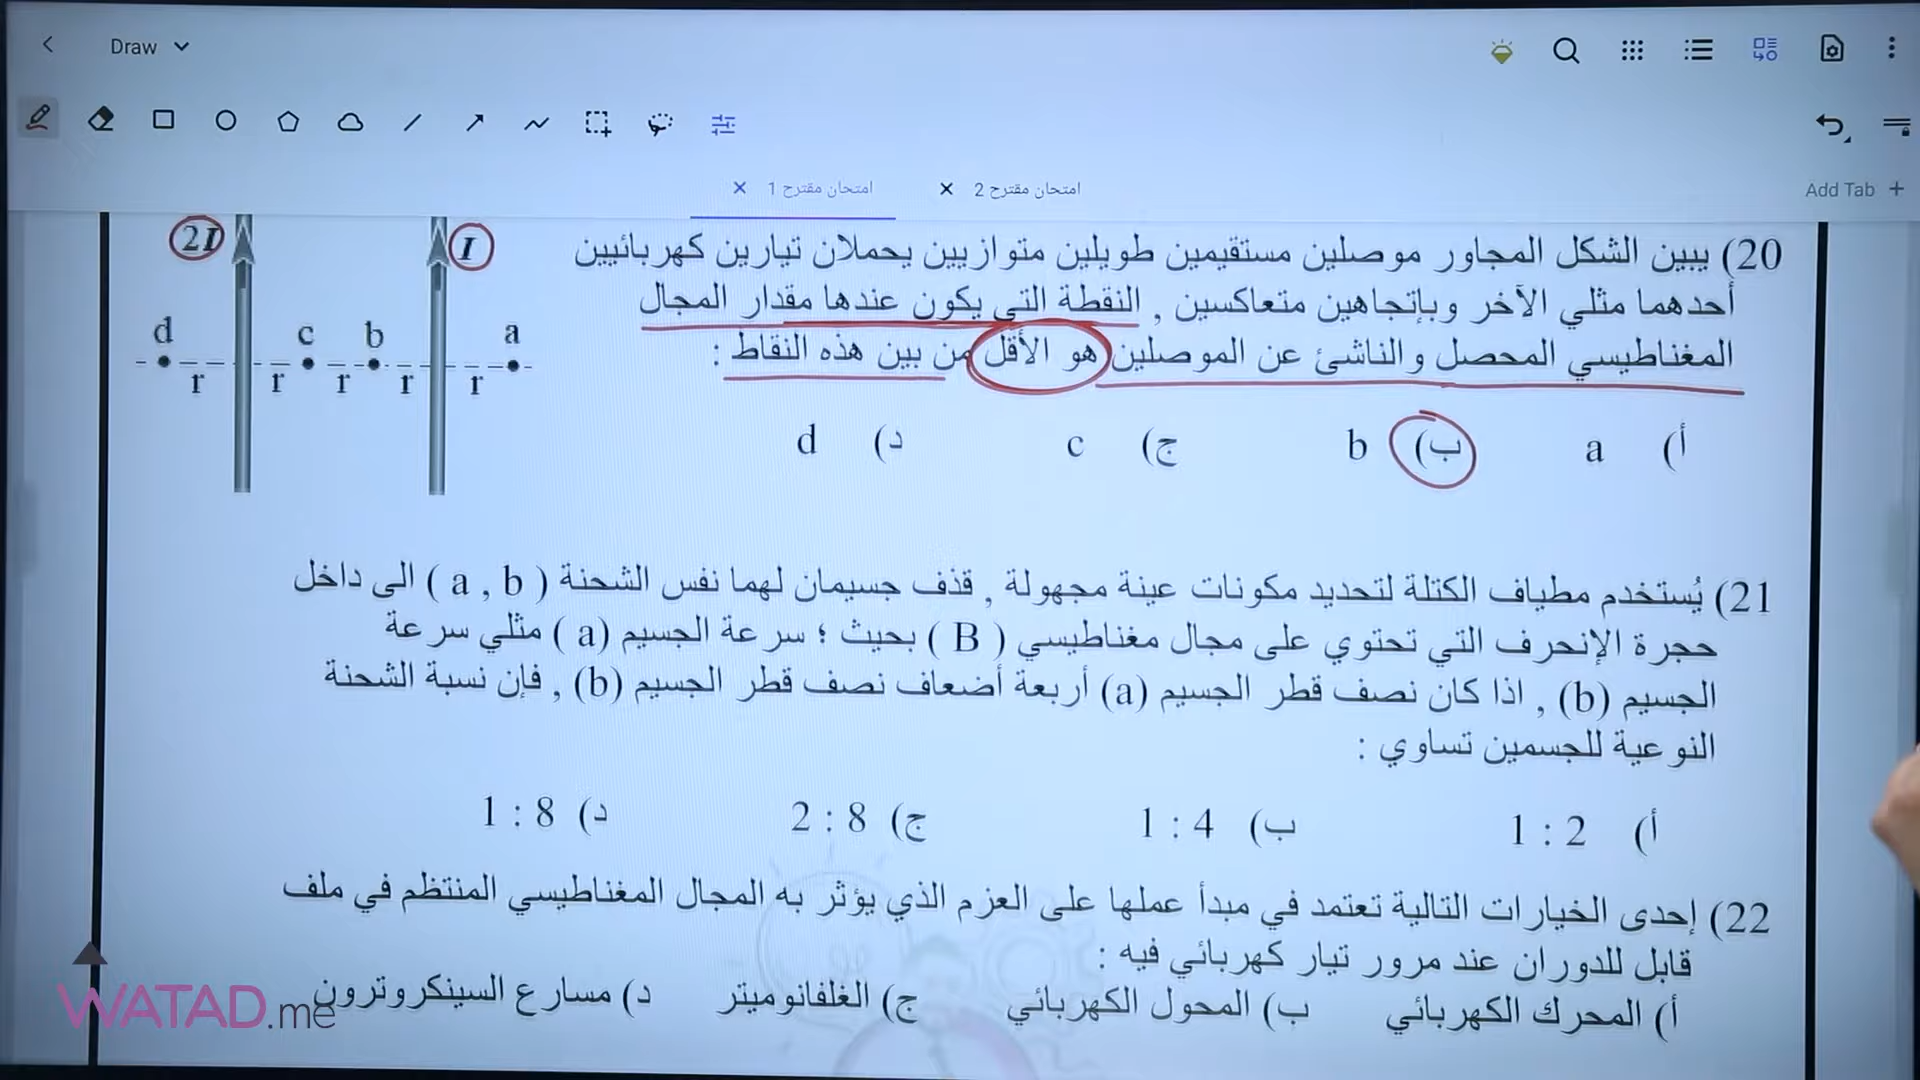 Draw
امتحان مقترح 1
امتحان مقترح 2
Add Tab +
2I
I
d
c
b
a
r
r
r
r
r
20) يبين الشكل المجاور موصلين مستقيمين طويلين متوازيين يحملان تيارين كهربائيين
أحدهما مثلي الآخر وبإتجاهين متعاكسين , النقطة التي يكون عندها مقدار المجال
المغناطيسي المحصل والناشئ عن الموصلين هو الأقل من بين هذه النقاط :
أ) a ب) b ج) c د) d
21) يُستخدم مطياف الكتلة لتحديد مكونات عينة مجهولة , قذف جسيمان لهما نفس الشحنة ( a , b ) الى داخل
حجرة الإنحرف التي تحتوي على مجال مغناطيسي ( B ) بحيث ؛ سرعة الجسيم (a ) مثلي سرعة
الجسيم (b) , اذا كان نصف قطر الجسيم (a) أربعة أضعاف نصف قطر الجسيم (b) , فإن نسبة الشحنة
النوعية للجسمين تساوي :
أ) 1 : 2 ب) 1 : 4 ج) 2 : 8 د) 1 : 8
22) إحدى الخيارات التالية تعتمد في مبدأ عملها على العزم الذي يؤثر به المجال المغناطيسي المنتظم في ملف
قابل للدوران عند مرور تيار كهربائي فيه :
أ) المحرك الكهربائي ب) المحول الكهربائي ج) الغلفانوميتر د) مسارع السينكروترون
WATAD.me